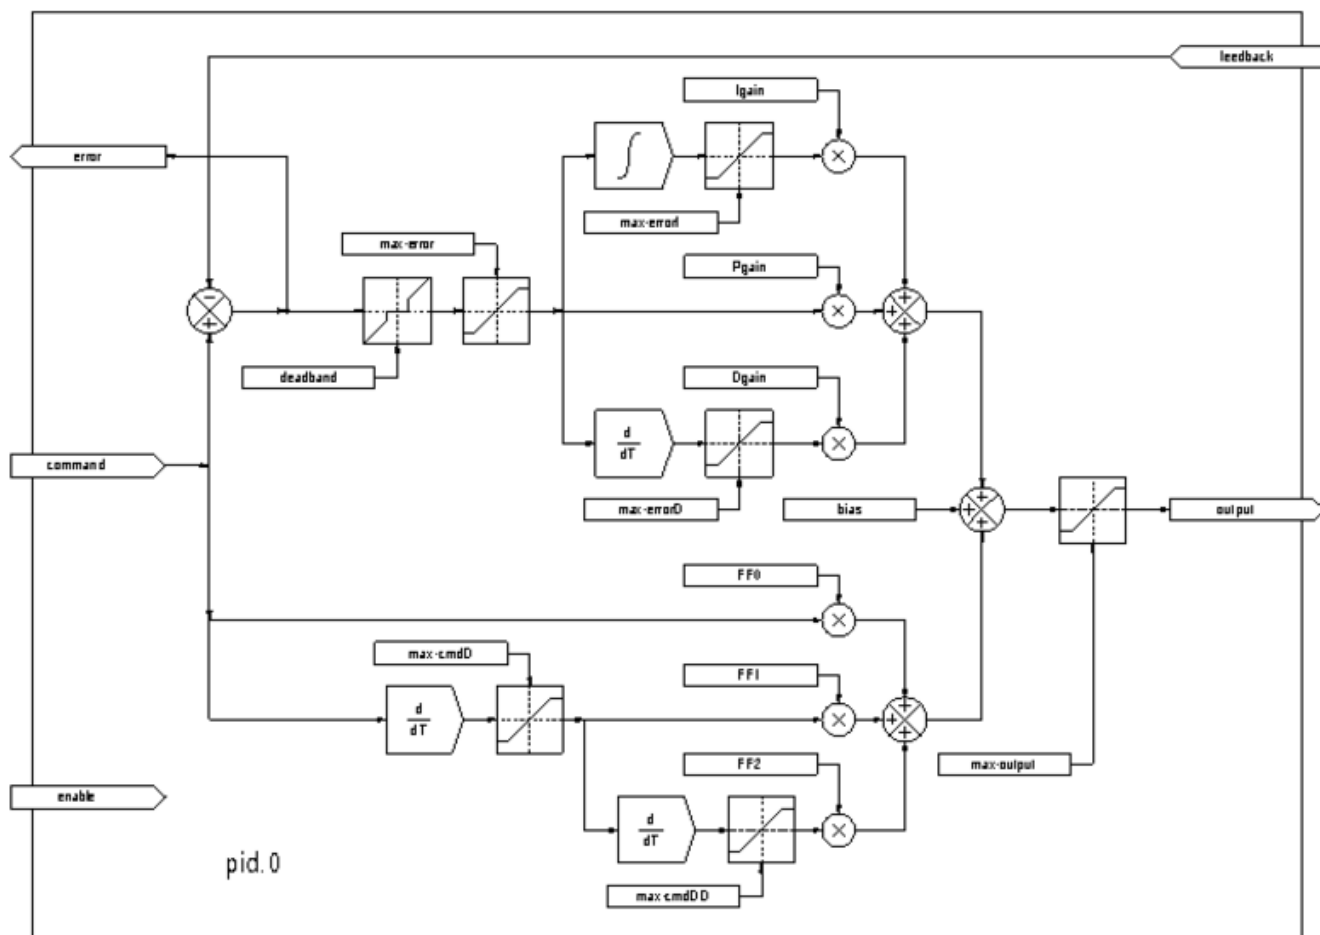 feedback
Igain
error
max-errorI
max-error
Pgain
deadband
Dgain
d
dT
command
max-errorD
bias
output
FF0
max-cmdD
FF1
d
dT
FF2
max-output
enable
d
dT
pid.0
max-cmdDD